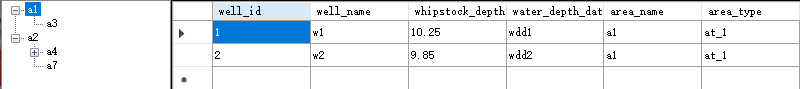 a1
a3
a2
a4
a7
well_id well_name whipstock_depth water_depth_dat area_name area_type
1 w1 10.25 wdd1 a1 at_1
2 w2 9.85 wdd2 a1 at_1